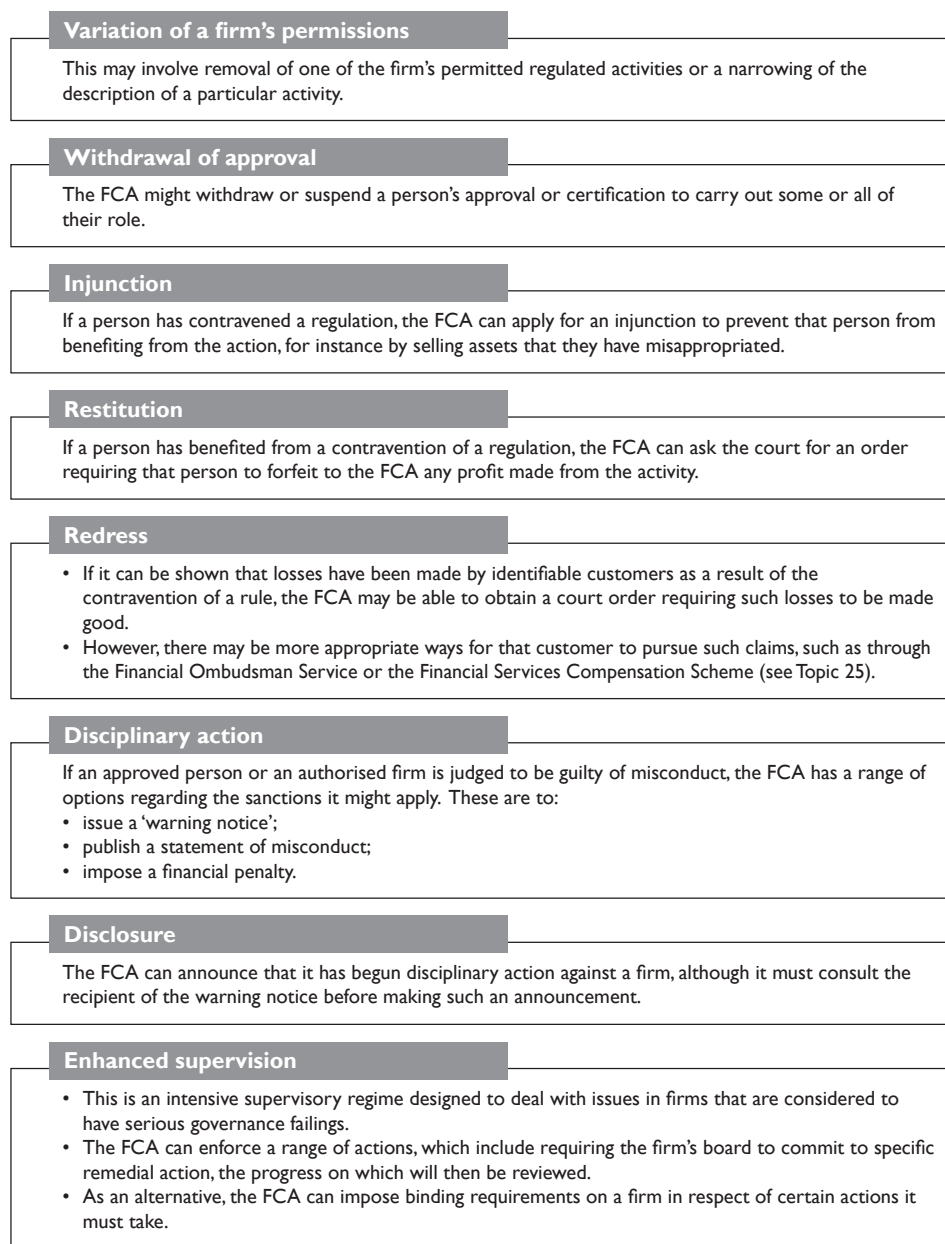 Variation of a firm's permissions
This may involve removal of one of the firm's permitted regulated activities or a narrowing of the
description of a particular activity.
Withdrawal of approval
The FCA might withdraw or suspend a person's approval or certification to carry out some or all of
their role.
Injunction
If a person has contravened a regulation, the FCA can apply for an injunction to prevent that person from
benefiting from the action, for instance by selling assets that they have misappropriated.
Restitution
If a person has benefited from a contravention of a regulation, the FCA can ask the court for an order
requiring that person to forfeit to the FCA any profit made from the activity.
Redress
• If it can be shown that losses have been made by identifiable customers as a result of the
contravention of a rule, the FCA may be able to obtain a court order requiring such losses to be made
good.
• However, there may be more appropriate ways for that customer to pursue such claims, such as through
the Financial Ombudsman Service or the Financial Services Compensation Scheme (see Topic 25).
Disciplinary action
If an approved person or an authorised firm is judged to be guilty of misconduct, the FCA has a range of
options regarding the sanctions it might apply. These are to:
• issue a 'warning notice';
• publish a statement of misconduct;
• impose a financial penalty.
Disclosure
The FCA can announce that it has begun disciplinary action against a firm, although it must consult the
recipient of the warning notice before making such an announcement.
Enhanced supervision
• This is an intensive supervisory regime designed to deal with issues in firms that are considered to
have serious governance failings.
• The FCA can enforce a range of actions, which include requiring the firm's board to commit to specific
remedial action, the progress on which will then be reviewed.
• As an alternative, the FCA can impose binding requirements on a firm in respect of certain actions it
must take.